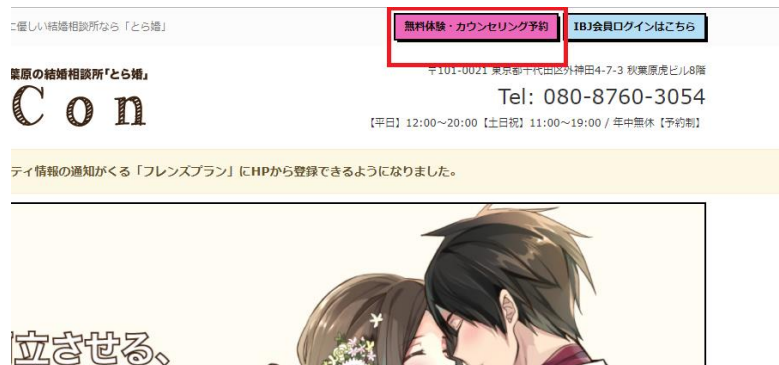 に優しい結婚相談所なら「とら婚」
無料体験・カウンセリング予約
IBJ会員ログインはこちら
葉原の結婚相談所「とら婚」
Con
〒101-0021 東京都千代田区外神田4-7-3 秋葉原虎ビル8階
Tel: 080-8760-3054
【平日】12:00～20:00【土日祝】11:00～19:00 / 年中無休【予約制】
ティ情報の通知がくる「フレンズプラン」にHPから登録できるようになりました。
立させる、